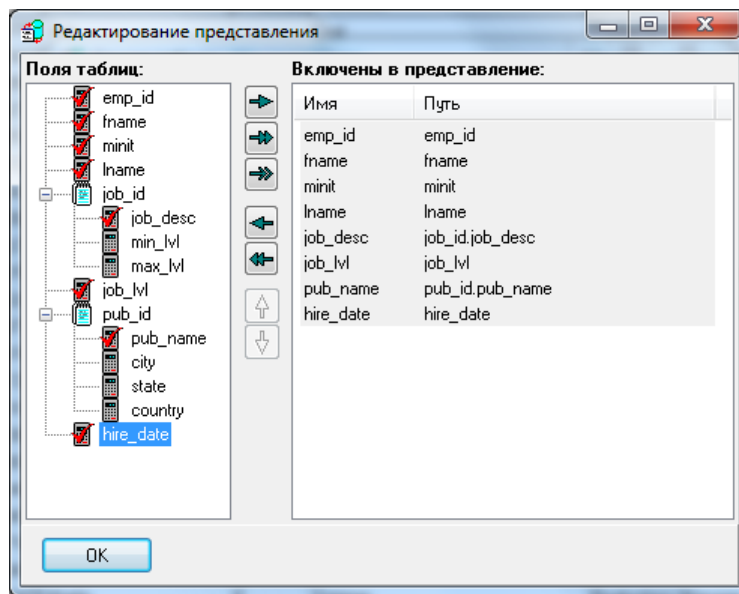 Редактирование представления
Поля таблиц:
emp_id
fname
minit
lname
job_id
job_desc
min_lvl
max_lvl
job_lvl
pub_id
pub_name
city
state
country
hire_date
Включены в представление:
Имя Путь
emp_id emp_id
fname fname
minit minit
lname lname
job_desc job_id.job_desc
job_lvl job_lvl
pub_name pub_id.pub_name
hire_date hire_date
OK